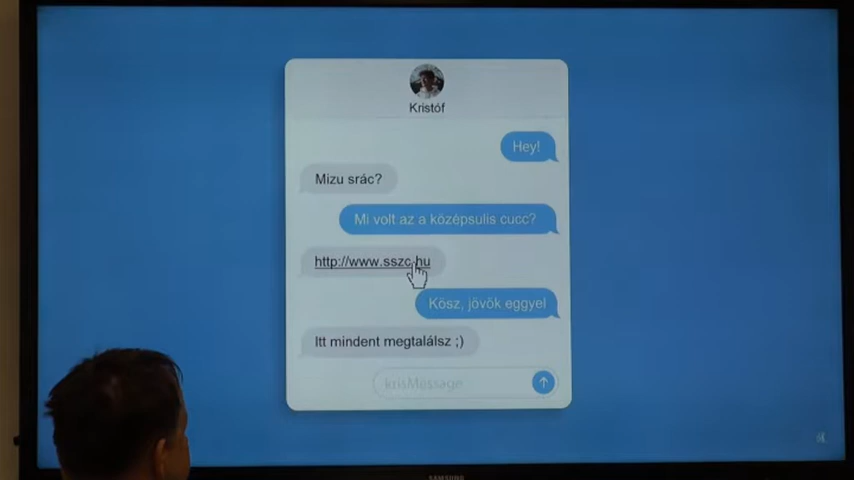 Kristóf
Hey!
Mizu srác?
Mi volt az a középsulis cucc?
http://www.sszc.hu
Kösz, jövök eggyel
Itt mindent megtalálsz ;)
krisMessage
SAMSUNG